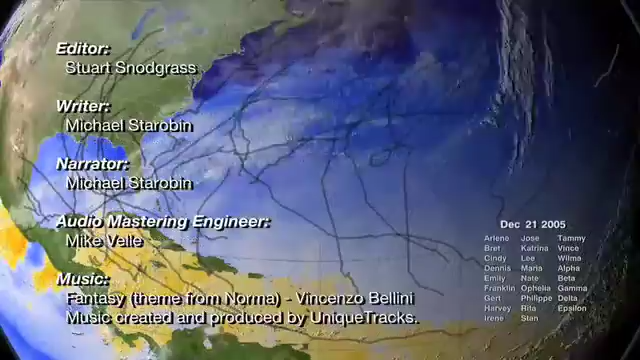 Editor:
Stuart Snodgrass
Writer:
Michael Starobin
Narrator:
Michael Starobin
Audio Mastering Engineer:
Mike Velle
Music:
Fantasy (theme from Norma) - Vincenzo Bellini
Music created and produced by UniqueTracks.
Dec 21 2005
Arlene Jose Tammy
Bret Katrina Vince
Cindy Lee Wilma
Dennis Maria Alpha
Emily Nate Beta
Franklin Ophelia Gamma
Gert Philippe Delta
Harvey Rita Epsilon
Irene Stan